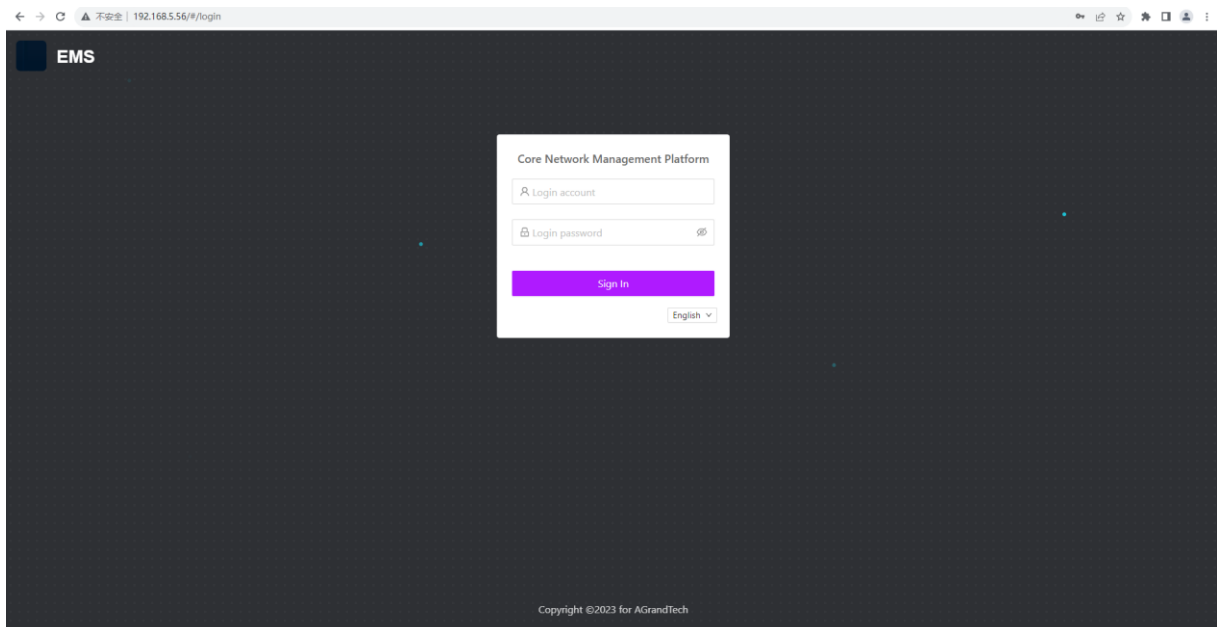 不安全 | 192.168.5.56/#/login
EMS
Core Network Management Platform
Login account
Login password
Sign In
English
Copyright ©2023 for AGrandTech